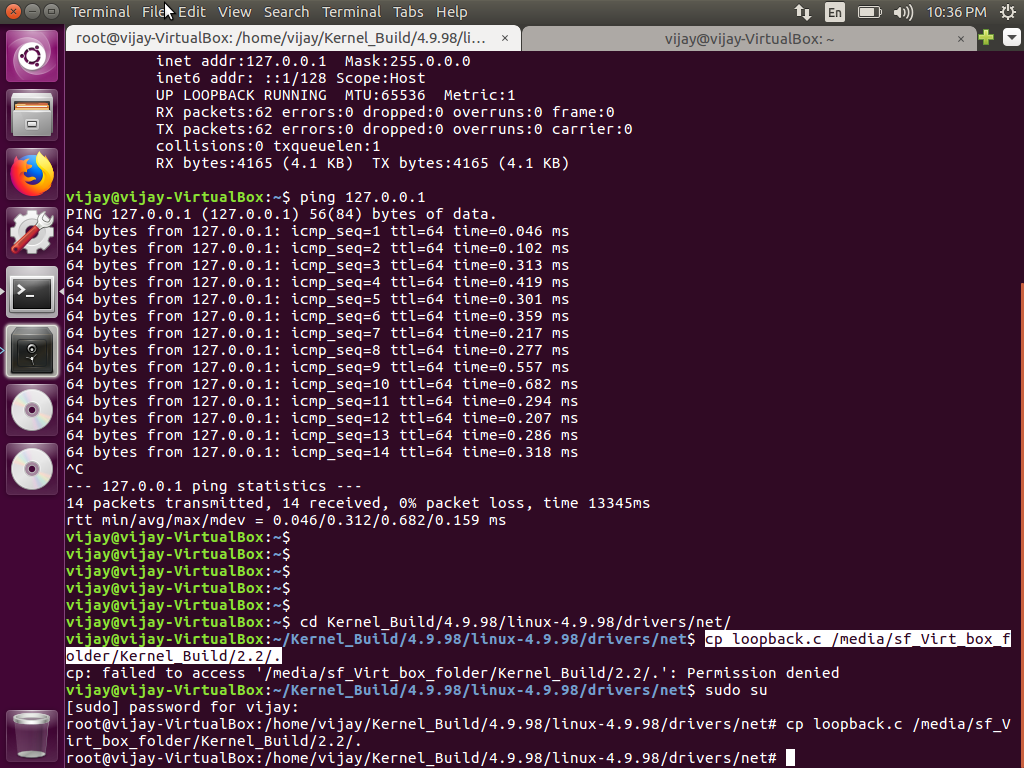 Terminal File Edit View Search Terminal Tabs Help En 10:36 PM
root@vijay-VirtualBox: /home/vijay/Kernel_Build/4.9.98/li... × vijay@vijay-VirtualBox: ~ ×
inet addr:127.0.0.1  Mask:255.0.0.0
inet6 addr: ::1/128 Scope:Host
UP LOOPBACK RUNNING  MTU:65536  Metric:1
RX packets:62 errors:0 dropped:0 overruns:0 frame:0
TX packets:62 errors:0 dropped:0 overruns:0 carrier:0
collisions:0 txqueuelen:1
RX bytes:4165 (4.1 KB)  TX bytes:4165 (4.1 KB)
vijay@vijay-VirtualBox:~$ ping 127.0.0.1
PING 127.0.0.1 (127.0.0.1) 56(84) bytes of data.
64 bytes from 127.0.0.1: icmp_seq=1 ttl=64 time=0.046 ms
64 bytes from 127.0.0.1: icmp_seq=2 ttl=64 time=0.102 ms
64 bytes from 127.0.0.1: icmp_seq=3 ttl=64 time=0.313 ms
64 bytes from 127.0.0.1: icmp_seq=4 ttl=64 time=0.419 ms
64 bytes from 127.0.0.1: icmp_seq=5 ttl=64 time=0.301 ms
64 bytes from 127.0.0.1: icmp_seq=6 ttl=64 time=0.359 ms
64 bytes from 127.0.0.1: icmp_seq=7 ttl=64 time=0.217 ms
64 bytes from 127.0.0.1: icmp_seq=8 ttl=64 time=0.277 ms
64 bytes from 127.0.0.1: icmp_seq=9 ttl=64 time=0.557 ms
64 bytes from 127.0.0.1: icmp_seq=10 ttl=64 time=0.682 ms
64 bytes from 127.0.0.1: icmp_seq=11 ttl=64 time=0.294 ms
64 bytes from 127.0.0.1: icmp_seq=12 ttl=64 time=0.207 ms
64 bytes from 127.0.0.1: icmp_seq=13 ttl=64 time=0.286 ms
64 bytes from 127.0.0.1: icmp_seq=14 ttl=64 time=0.318 ms
^C
--- 127.0.0.1 ping statistics ---
14 packets transmitted, 14 received, 0% packet loss, time 13345ms
rtt min/avg/max/mdev = 0.046/0.312/0.682/0.159 ms
vijay@vijay-VirtualBox:~$
vijay@vijay-VirtualBox:~$
vijay@vijay-VirtualBox:~$
vijay@vijay-VirtualBox:~$
vijay@vijay-VirtualBox:~$
vijay@vijay-VirtualBox:~$ cd Kernel_Build/4.9.98/linux-4.9.98/drivers/net/
vijay@vijay-VirtualBox:~/Kernel_Build/4.9.98/linux-4.9.98/drivers/net$ cp loopback.c /media/sf_Virt_box_f
older/Kernel_Build/2.2/.
cp: failed to access '/media/sf_Virt_box_folder/Kernel_Build/2.2/.': Permission denied
vijay@vijay-VirtualBox:~/Kernel_Build/4.9.98/linux-4.9.98/drivers/net$ sudo su
[sudo] password for vijay:
root@vijay-VirtualBox:/home/vijay/Kernel_Build/4.9.98/linux-4.9.98/drivers/net# cp loopback.c /media/sf_V
irt_box_folder/Kernel_Build/2.2/.
root@vijay-VirtualBox:/home/vijay/Kernel_Build/4.9.98/linux-4.9.98/drivers/net#